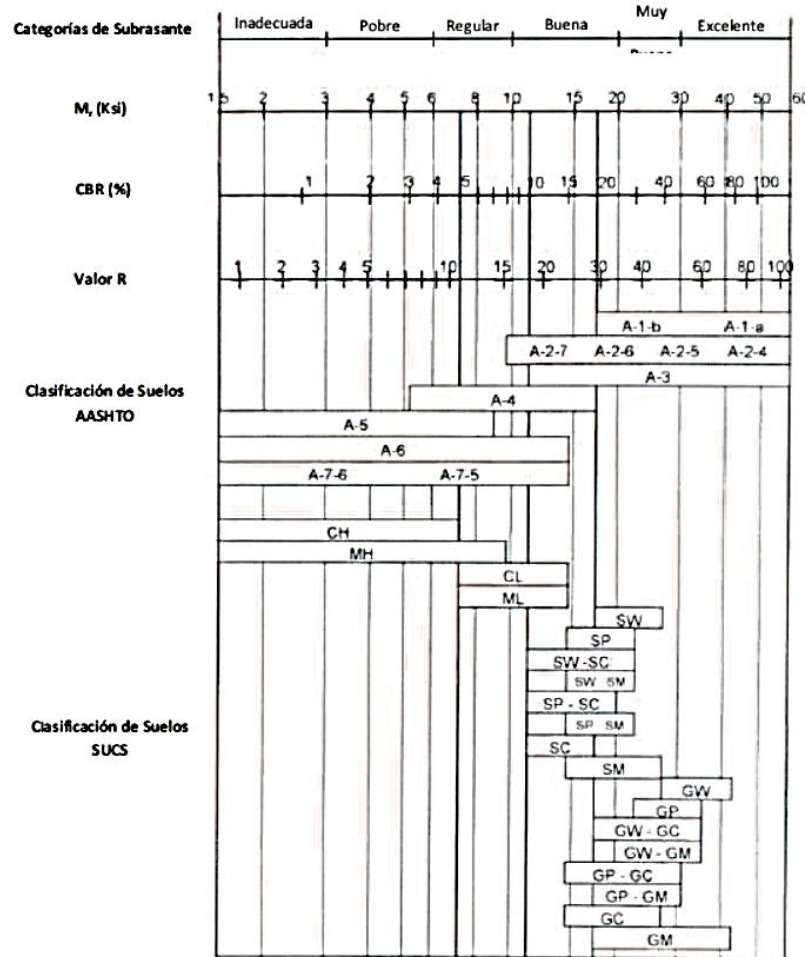 Categorías de Subrasante
Inadecuada Pobre Regular Buena Muy Excelente
M, (Ksi)
1 5 2 3 4 5 6 8 10 15 20 30 40 50 60
CBR (%)
1 2 3 4 5 10 15 20 40 60 80 100
Valor R
1 2 3 4 5 10 15 20 30 40 60 80 100
A-1-b A-1-a
A-2-7 A-2-6 A-2-5 A-2-4
A-3
Clasificación de Suelos
AASHTO
A-4
A-5
A-6
A-7-6 A-7-5
CH
MH
CL
ML
SW
SP
SW -SC
SW SM
SP - SC
Clasificación de Suelos
SUCS
SP SM
SC
SM
GW
GP
GW - GC
GW - GM
GP - GC
GP - GM
GC
GM